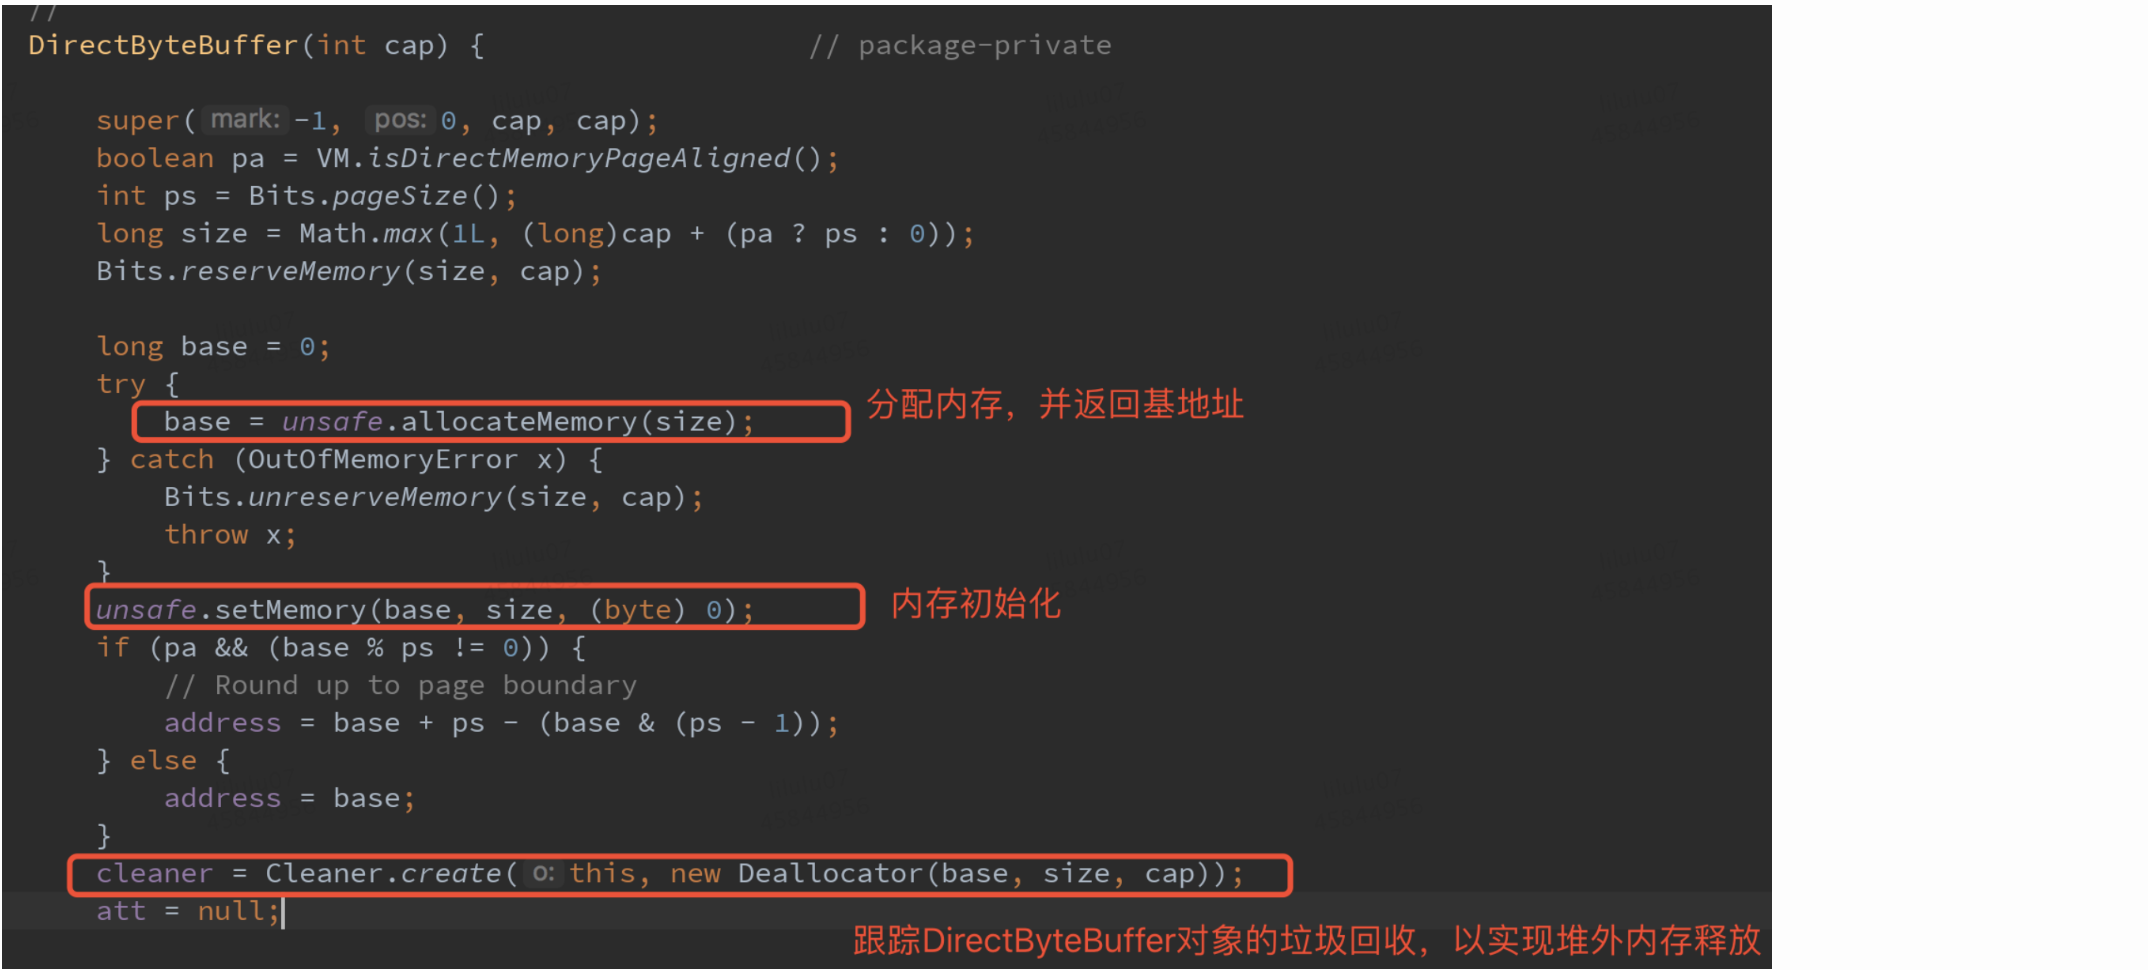 //
DirectByteBuffer(int cap) { // package-private
super( mark: -1, pos: 0, cap, cap);
boolean pa = VM.isDirectMemoryPageAligned();
int ps = Bits.pageSize();
long size = Math.max(1L, (long)cap + (pa ? ps : 0));
Bits.reserveMemory(size, cap);
long base = 0;
try {
base = unsafe.allocateMemory(size);
分配内存，并返回基地址
} catch (OutOfMemoryError x) {
Bits.unreserveMemory(size, cap);
throw x;
}
unsafe.setMemory(base, size, (byte) 0);
内存初始化
if (pa && (base % ps != 0)) {
// Round up to page boundary
address = base + ps - (base & (ps - 1));
} else {
address = base;
}
cleaner = Cleaner.create( o: this, new Deallocator(base, size, cap));
att = null;
跟踪DirectByteBuffer对象的垃圾回收，以实现堆外内存释放